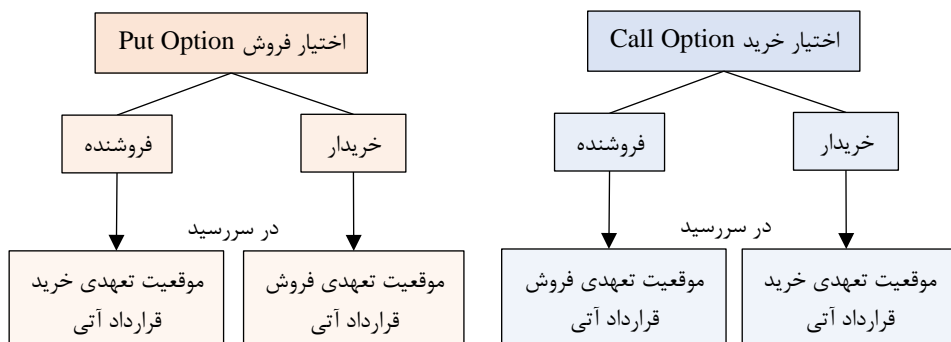 اختیار خرید Call Option
اختیار فروش Put Option
خریدار
فروشنده
خریدار
فروشنده
در سررسید
در سررسید
موقعیت تعهدی خرید
قرارداد آتی
موقعیت تعهدی فروش
قرارداد آتی
موقعیت تعهدی فروش
قرارداد آتی
موقعیت تعهدی خرید
قرارداد آتی